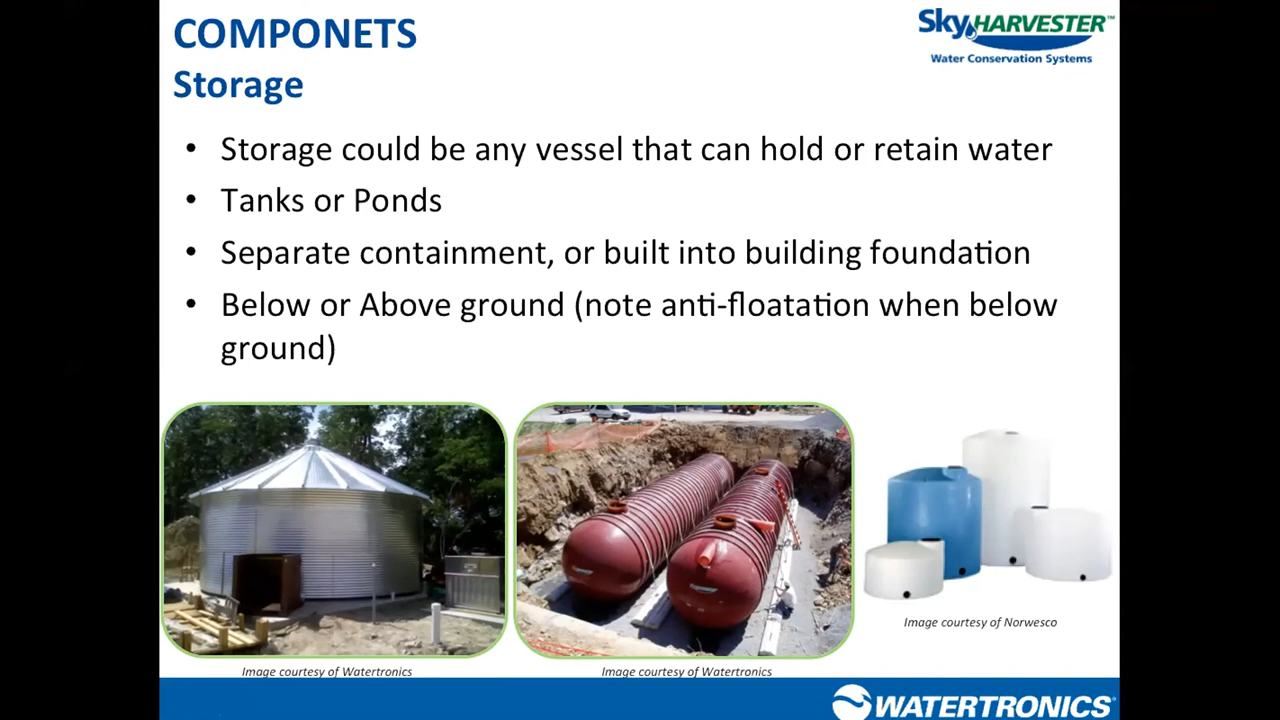 COMPONETS
Storage
SkyHARVESTER™
Water Conservation Systems
• Storage could be any vessel that can hold or retain water
• Tanks or Ponds
• Separate containment, or built into building foundation
• Below or Above ground (note anti-floatation when below
ground)
Image courtesy of Norwesco
Image courtesy of Watertronics
Image courtesy of Watertronics
WATERTRONICS